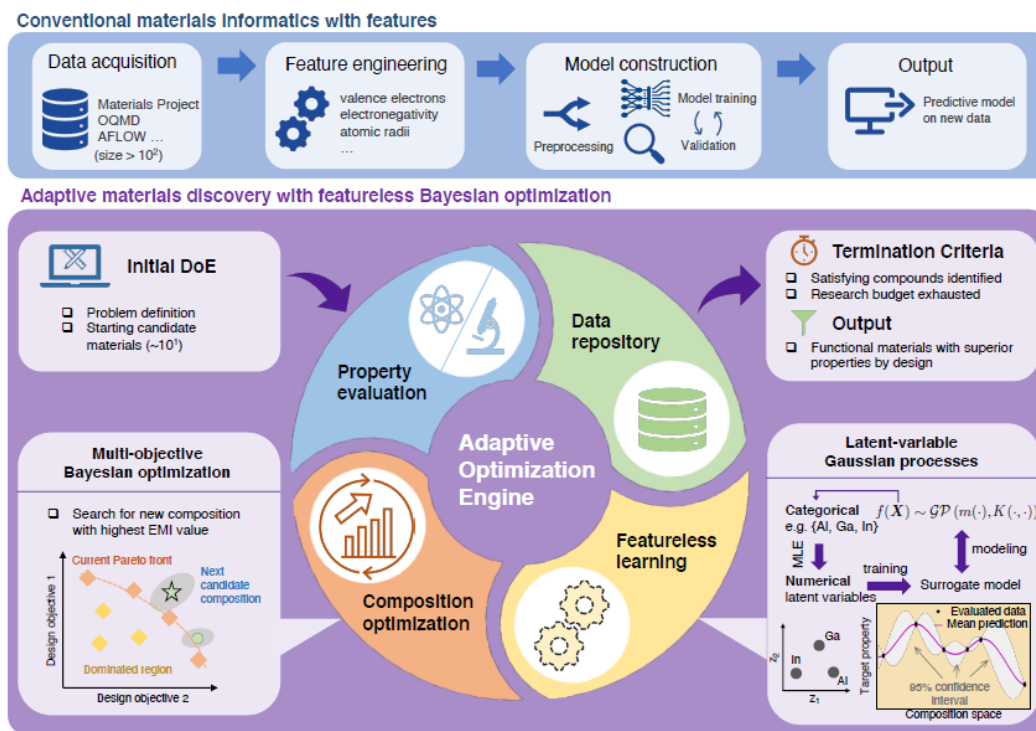 Conventional materials informatics with features
Data acquisition
Materials Project
OQMD
AFLOW ...
(size > 10²)
Feature engineering
valence electrons
electronegativity
atomic radii
...
Model construction
Preprocessing
Model training
Validation
Output
Predictive model
on new data
Adaptive materials discovery with featureless Bayesian optimization
Initial DoE
❑ Problem definition
❑ Starting candidate
materials (~10¹)
Property
evaluation
Data
repository
Adaptive
Optimization
Engine
Composition
optimization
Featureless
learning
Termination Criteria
❑ Satisfying compounds identified
❑ Research budget exhausted
Output
❑ Functional materials with superior
properties by design
Multi-objective
Bayesian optimization
❑ Search for new composition
with highest EMI value
Current Pareto front
Next
candidate
composition
Dominated region
Design objective 1
Design objective 2
Latent-variable
Gaussian processes
Categorical
e.g. {Al, Ga, In}
f(X) ~ GP (m(·), K(·,·))
MLE
modeling
training
Numerical
latent variables
Surrogate model
Ga
In
Al
z₂
z₁
Evaluated data
Mean prediction
95% confidence
interval
Target property
Composition space